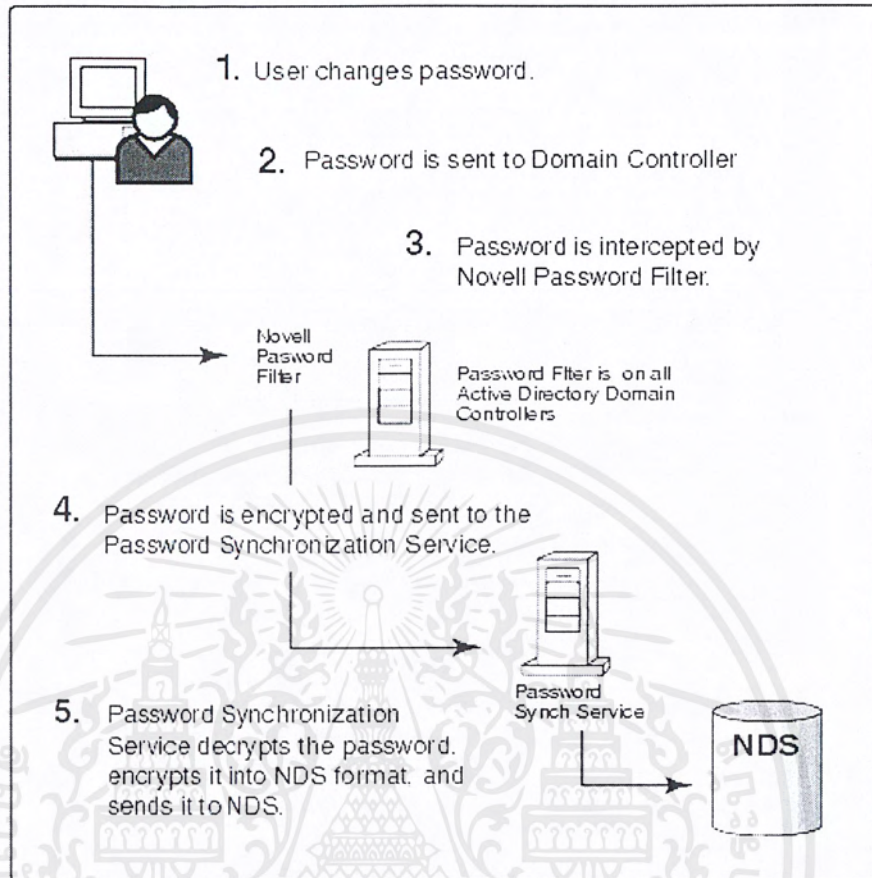 1. User changes password.
2. Password is sent to Domain Controller
3. Password is intercepted by
Novell Password Filter.
Novell
Pasword
Filter
Password Flter is on all
Active Directory Domain
Controllers
4. Password is encrypted and sent to the
Password Synchronization Service.
Password
Synch Service
5. Password Synchronization
Service decrypts the password,
encrypts it into NDS format, and
sends it to NDS.
NDS